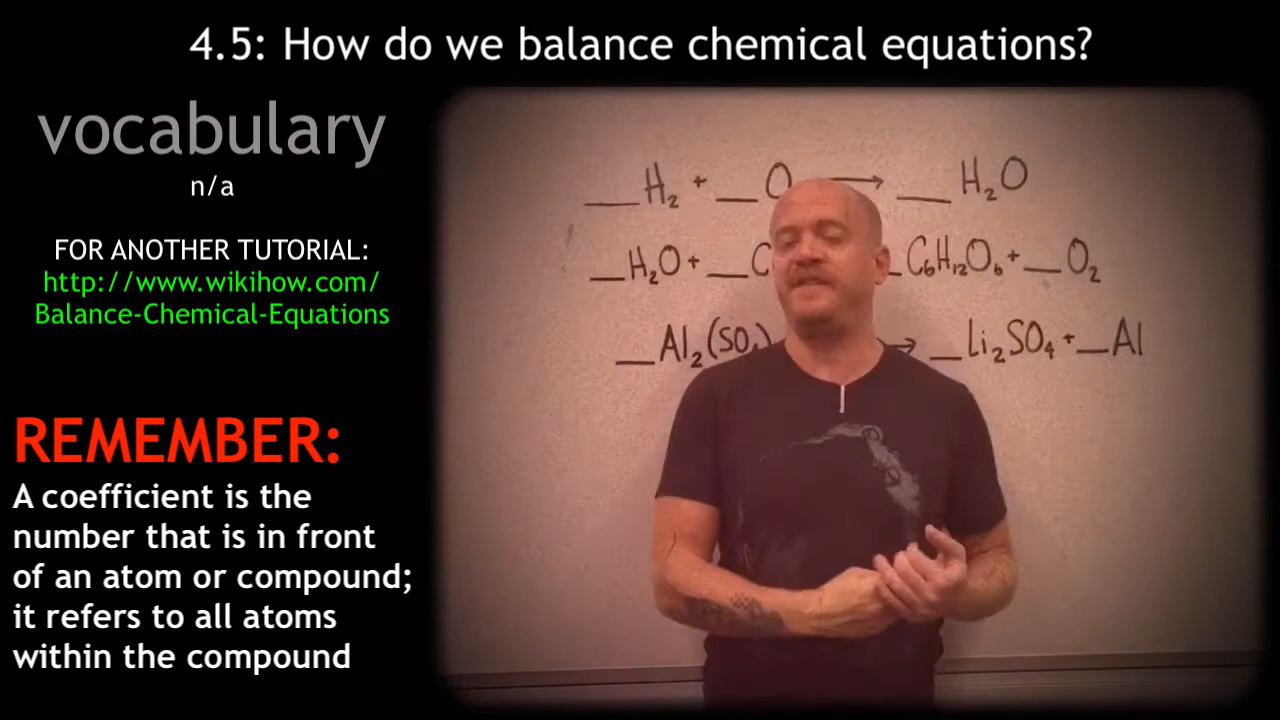 4.5: How do we balance chemical equations?
vocabulary
n/a
FOR ANOTHER TUTORIAL:
http://www.wikihow.com/
Balance-Chemical-Equations
REMEMBER:
A coefficient is the
number that is in front
of an atom or compound;
it refers to all atoms
within the compound
__H₂ + __O → __H₂O
__H₂O + __C _C₆H₁₂O₆ + __O₂
__Al₂(SO₄) → __Li₂SO₄ + __Al